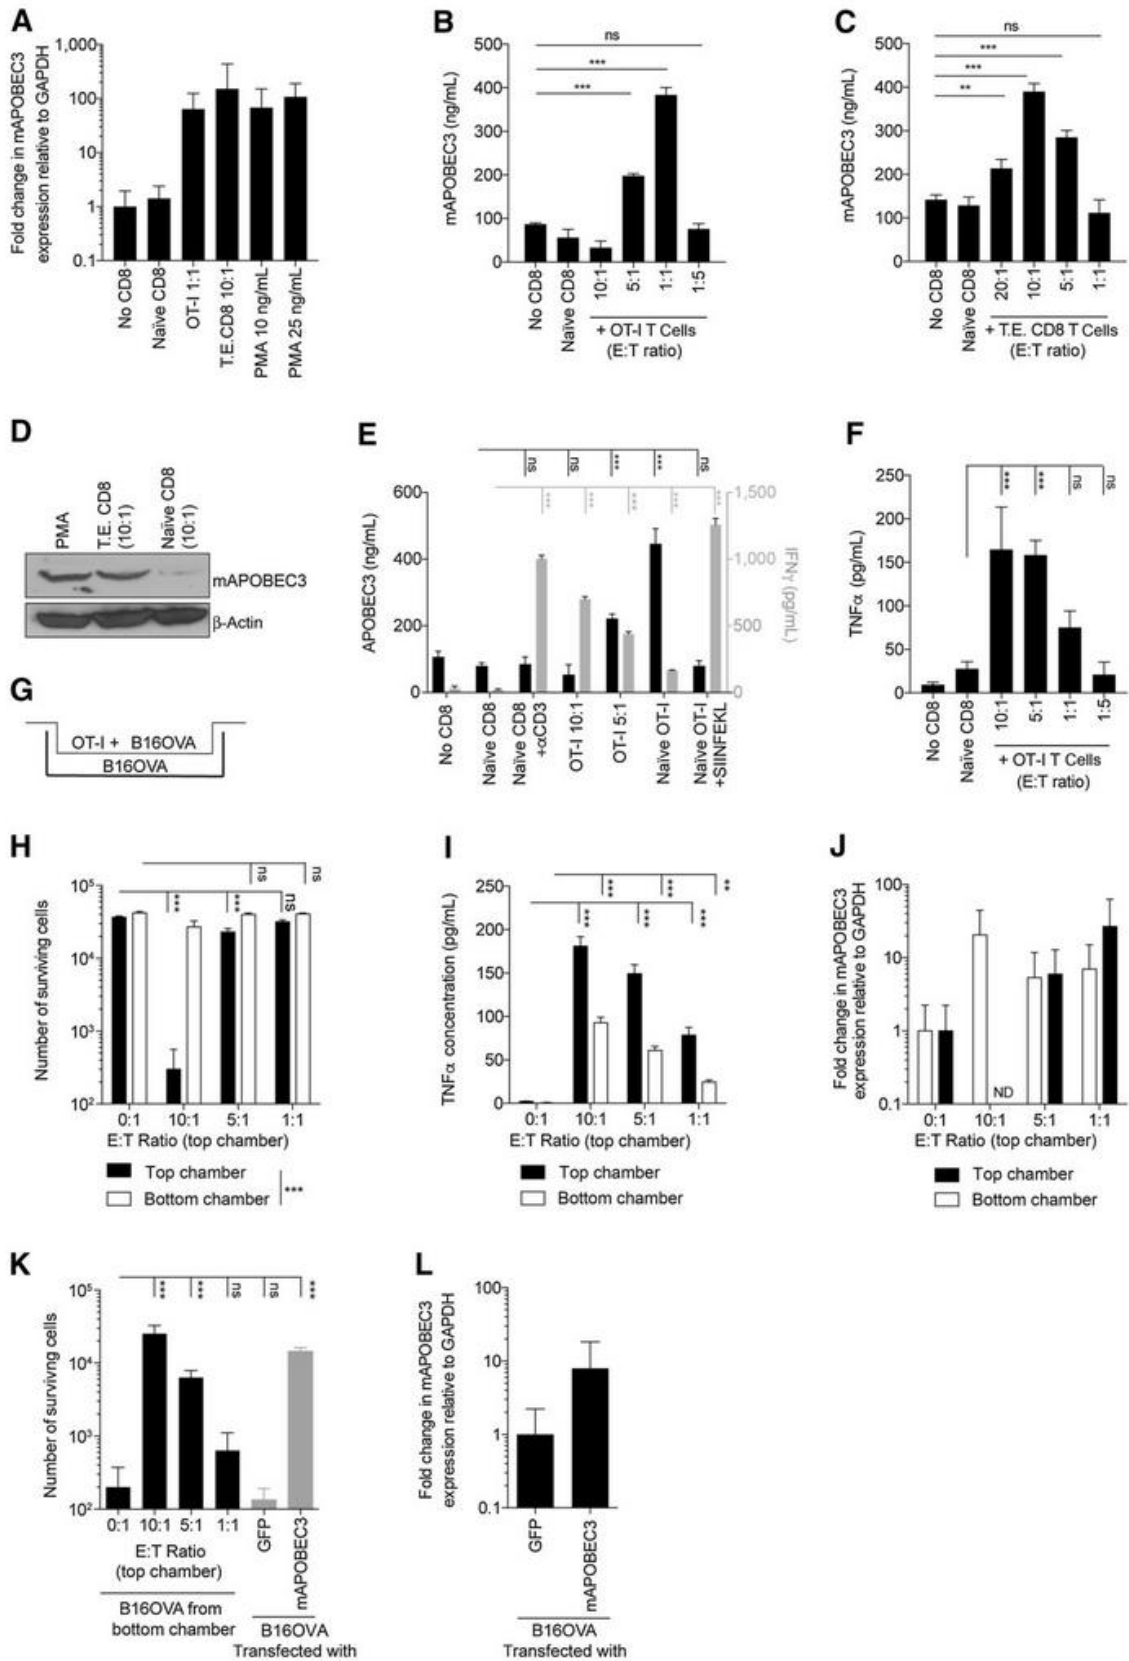 A
Fold change in mAPOBEC3
expression relative to GAPDH
1,000
100
10
1
0.1
No CD8
Naïve CD8
OT-I 1:1
T.E.CD8 10:1
PMA 10 ng/mL
PMA 25 ng/mL
B
mAPOBEC3 (ng/mL)
500
400
300
200
100
0
ns
***
***
No CD8
Naïve CD8
10:1
5:1
1:1
1:5
+ OT-I T Cells
(E:T ratio)
C
mAPOBEC3 (ng/mL)
500
400
300
200
100
0
ns
***
***
**
No CD8
Naïve CD8
20:1
10:1
5:1
1:1
+ T.E. CD8 T Cells
(E:T ratio)
D
PMA
T.E. CD8
(10:1)
Naïve CD8
(10:1)
mAPOBEC3
β-Actin
E
APOBEC3 (ng/mL)
600
400
200
0
ns
ns
***
***
ns
***
***
***
***
***
1,500
1,000
500
0
IFNγ (pg/mL)
No CD8
Naïve CD8
Naïve CD8
+αCD3
OT-I 10:1
OT-I 5:1
Naïve OT-I
Naïve OT-I
+SIINFEKL
F
TNFα (pg/mL)
250
200
150
100
50
0
***
***
ns
ns
No CD8
Naïve CD8
10:1
5:1
1:1
1:5
+ OT-I T Cells
(E:T ratio)
G
OT-I + B16OVA
B16OVA
H
Number of surviving cells
10⁵
10⁴
10³
10²
ns
ns
***
***
ns
0:1
10:1
5:1
1:1
E:T Ratio (top chamber)
Top chamber
Bottom chamber
***
I
TNFα concentration (pg/mL)
250
200
150
100
50
0
***
***
**
***
***
***
0:1
10:1
5:1
1:1
E:T Ratio (top chamber)
Top chamber
Bottom chamber
J
Fold change in mAPOBEC3
expression relative to GAPDH
100
10
1
0.1
ND
0:1
10:1
5:1
1:1
E:T Ratio (top chamber)
Top chamber
Bottom chamber
K
Number of survivng cells
10⁵
10⁴
10³
10²
***
***
ns
ns
***
0:1
10:1
5:1
1:1
GFP
mAPOBEC3
E:T Ratio
(top chamber)
B16OVA from
bottom chamber
B16OVA
Transfected with
L
Fold change in mAPOBEC3
expression relative to GAPDH
100
10
1
0.1
GFP
mAPOBEC3
B16OVA
Transfected with